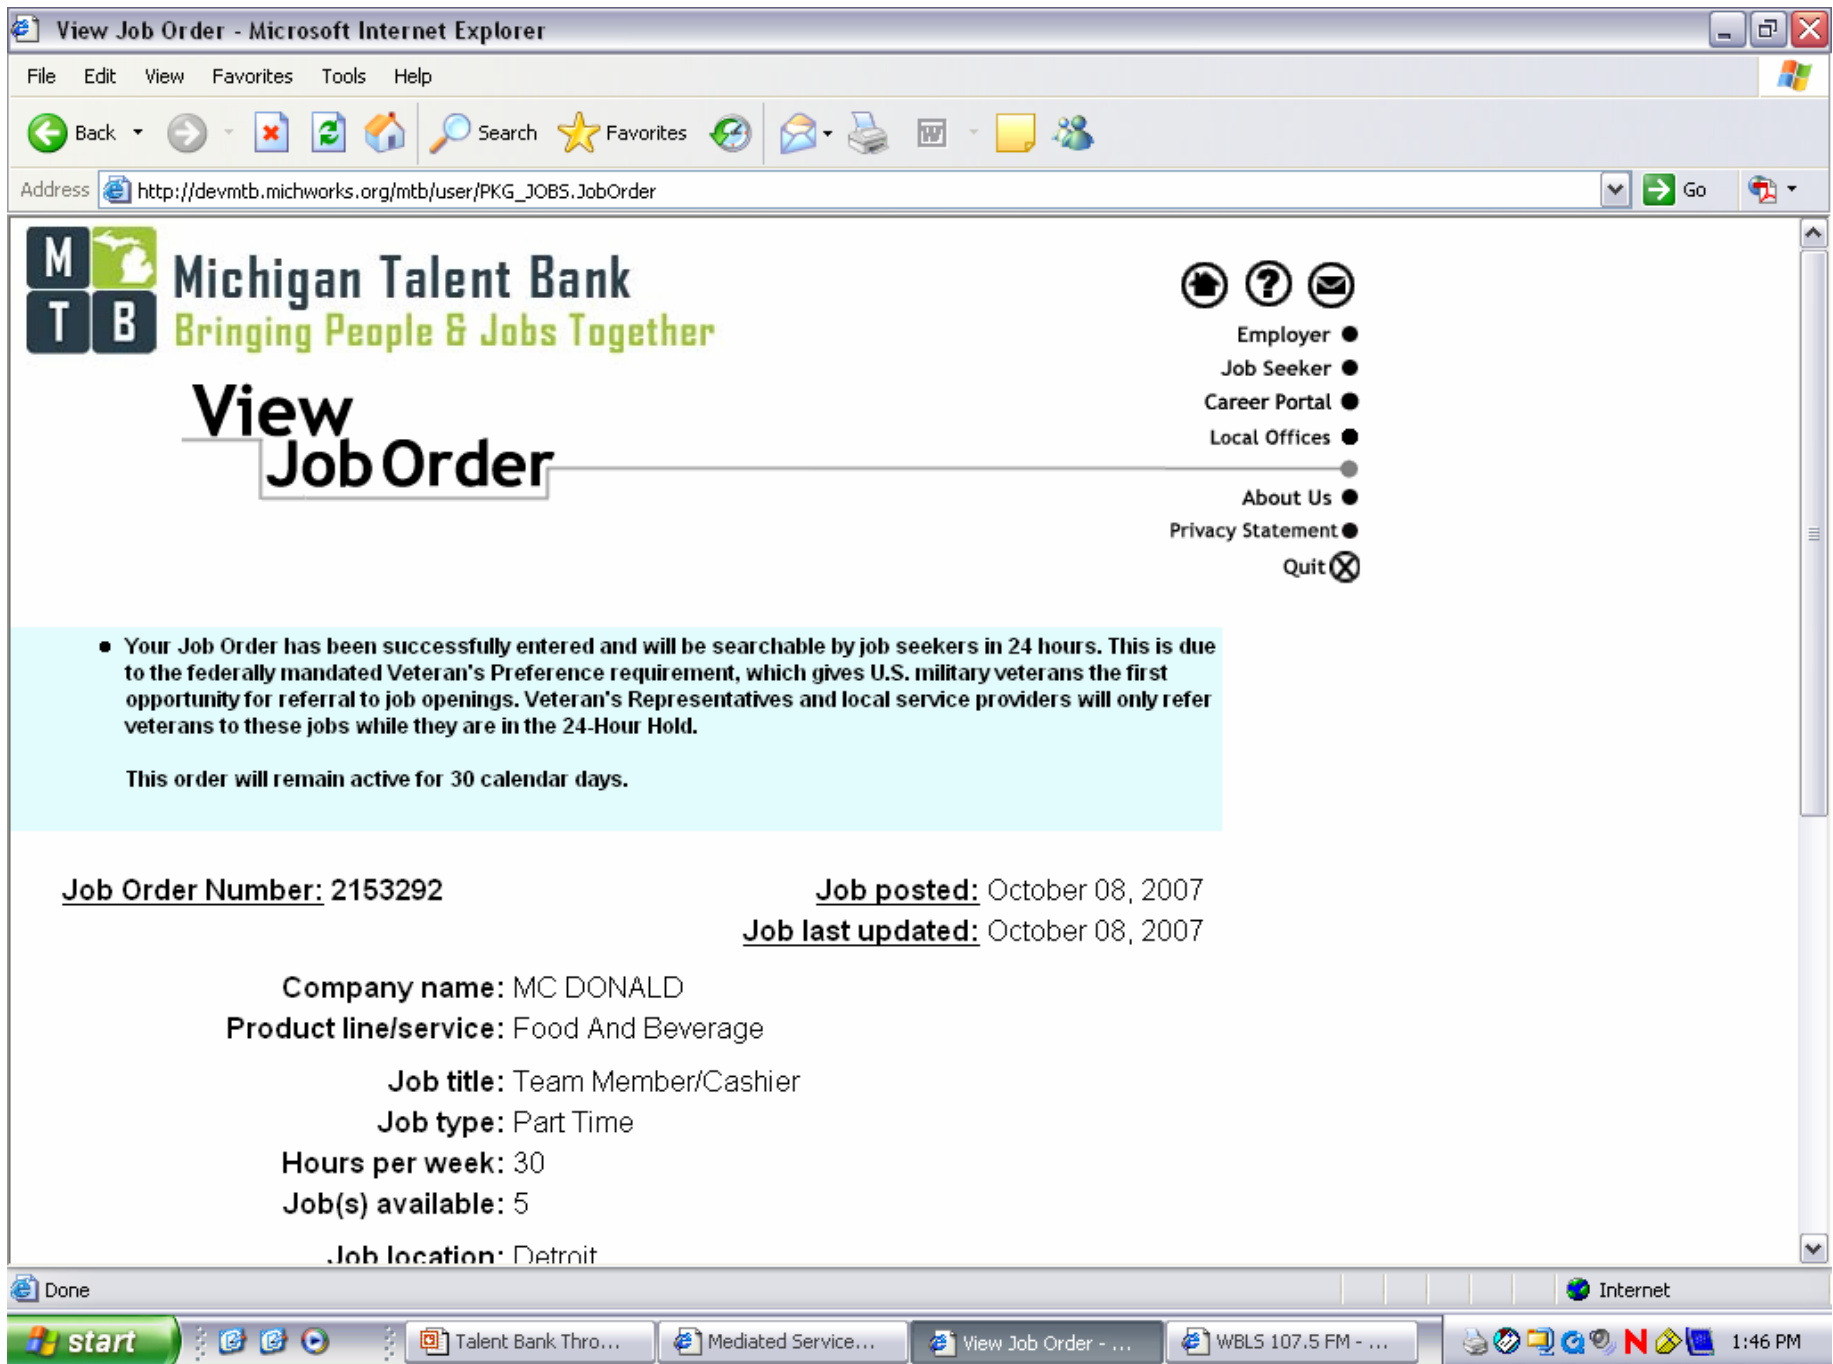 View Job Order - Microsoft Internet Explorer
File Edit View Favorites Tools Help
Back Search Favorites
Address http://devmtb.michworks.org/mtb/user/PKG_JOBS.JobOrder Go
M T B
Michigan Talent Bank
Bringing People & Jobs Together
Employer
Job Seeker
Career Portal
Local Offices
View
Job Order
About Us
Privacy Statement
Quit
Your Job Order has been successfully entered and will be searchable by job seekers in 24 hours. This is due
to the federally mandated Veteran's Preference requirement, which gives U.S. military veterans the first
opportunity for referral to job openings. Veteran's Representatives and local service providers will only refer
veterans to these jobs while they are in the 24-Hour Hold.
This order will remain active for 30 calendar days.
Job Order Number: 2153292 Job posted: October 08, 2007
Job last updated: October 08, 2007
Company name: MC DONALD
Product line/service: Food And Beverage
Job title: Team Member/Cashier
Job type: Part Time
Hours per week: 30
Job(s) available: 5
Job location: Detroit
Done Internet
start Talent Bank Thro... Mediated Service... View Job Order - ... WBLS 107.5 FM - ... 1:46 PM